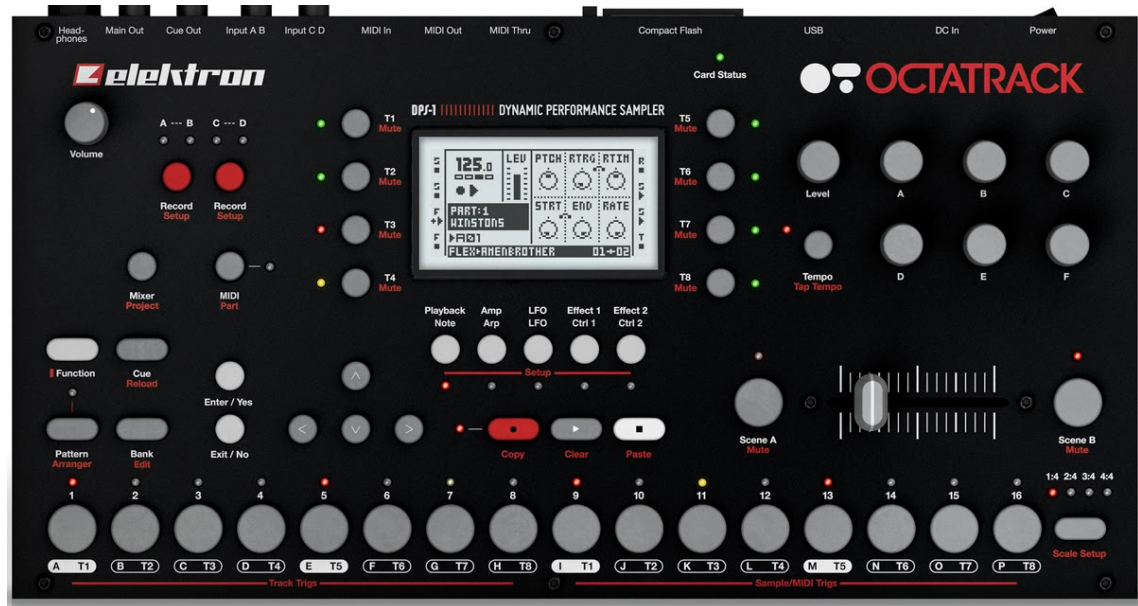 Head-
phones
Main Out
Cue Out
Input A B
Input C D
MIDI In
MIDI Out
MIDI Thru
Compact Flash
USB
DC In
Power
elektron
Card Status
OCTATRACK
DPS-1 DYNAMIC PERFORMANCE SAMPLER
Volume
A --- B
C --- D
Record
Setup
Record
Setup
T1
Mute
T2
Mute
T3
Mute
T4
Mute
125.0
LEV
PTCH
RTRG
RTIM
STRT
END
RATE
S
S
F
F
R
S
S
T
PART:1
WINSTONS
A01
FLEX▸AMENBROTHER 01→02
T5
Mute
T6
Mute
T7
Mute
T8
Mute
Level
A
B
C
Tempo
Tap Tempo
D
E
F
Mixer
Project
MIDI
Part
Playback
Note
Amp
Arp
LFO
LFO
Effect 1
Ctrl 1
Effect 2
Ctrl 2
Setup
Function
Cue
Reload
Enter / Yes
Pattern
Arranger
Bank
Edit
Exit / No
Copy
Clear
Paste
Scene A
Mute
Scene B
Mute
1:4 2:4 3:4 4:4
Scale Setup
1 2 3 4 5 6 7 8 9 10 11 12 13 14 15 16
A T1
B T2
C T3
D T4
E T5
F T6
G T7
H T8
I T1
J T2
K T3
L T4
M T5
N T6
O T7
P T8
Track Trigs
Sample/MIDI Trigs